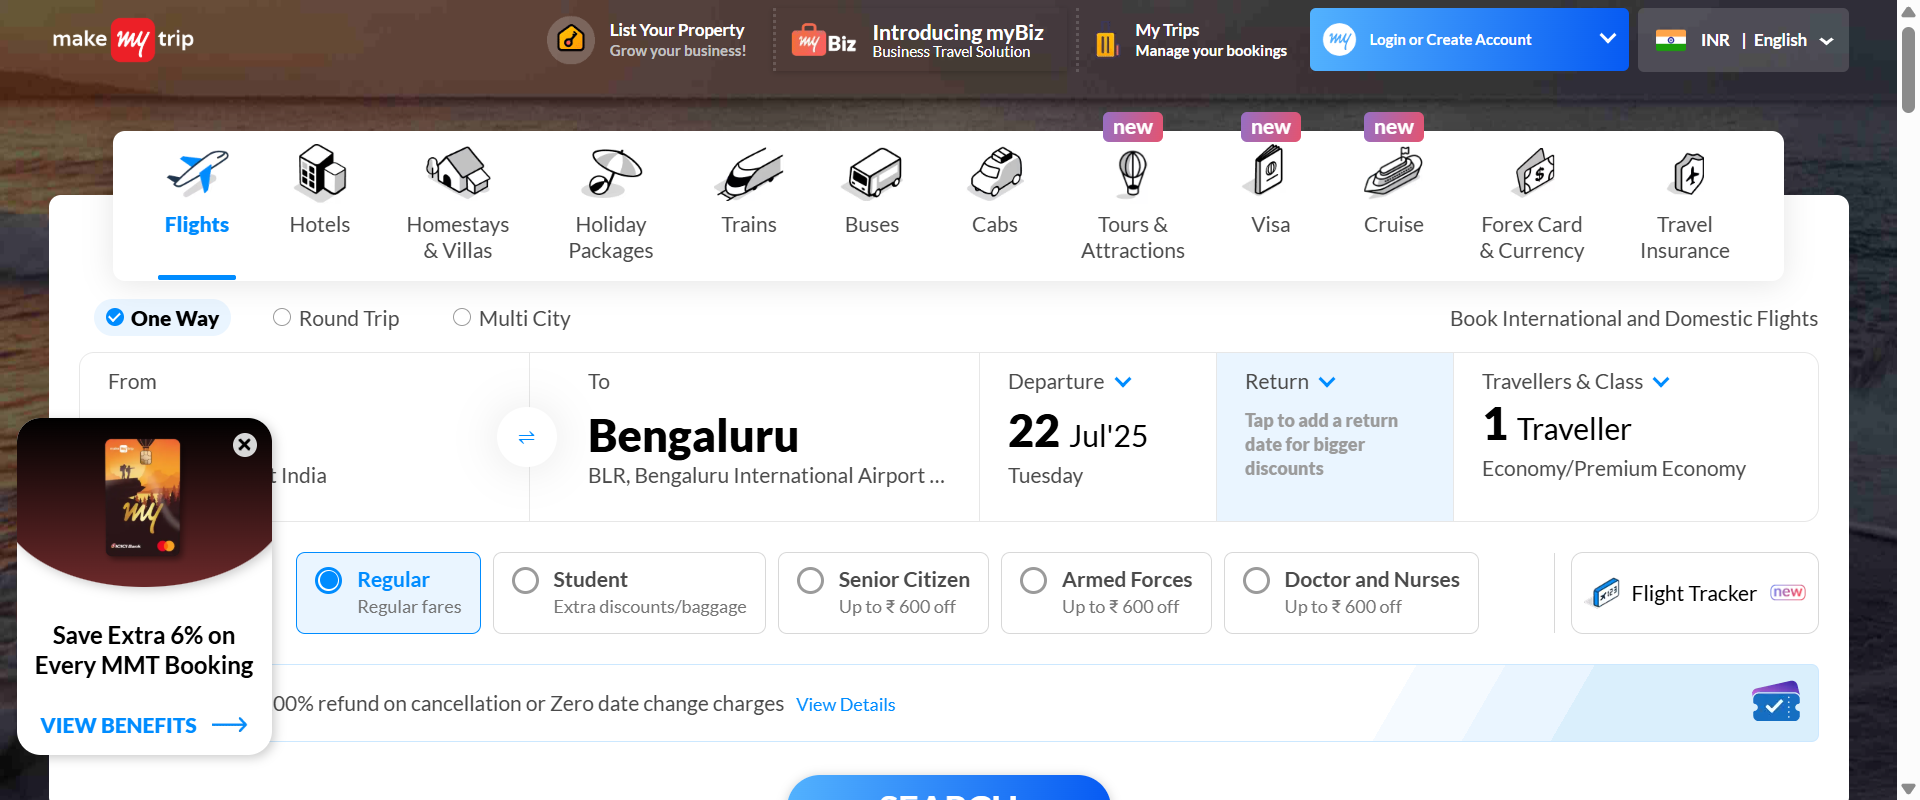 make my trip
List Your Property
Grow your business!
my Biz
Introducing myBiz
Business Travel Solution
My Trips
Manage your bookings
my
Login or Create Account
INR | English
new
new
new
Flights
Hotels
Homestays
& Villas
Holiday
Packages
Trains
Buses
Cabs
Tours &
Attractions
Visa
Cruise
Forex Card
& Currency
Travel
Insurance
One Way
Round Trip
Multi City
Book International and Domestic Flights
From
t India
To
Bengaluru
BLR, Bengaluru International Airport ...
Departure
22 Jul'25
Tuesday
Return
Tap to add a return
date for bigger
discounts
Travellers & Class
1 Traveller
Economy/Premium Economy
my
ICICI Bank
Save Extra 6% on
Every MMT Booking
VIEW BENEFITS
Regular
Regular fares
Student
Extra discounts/baggage
Senior Citizen
Up to ₹ 600 off
Armed Forces
Up to ₹ 600 off
Doctor and Nurses
Up to ₹ 600 off
Flight Tracker
new
00% refund on cancellation or Zero date change charges View Details
SEARCH